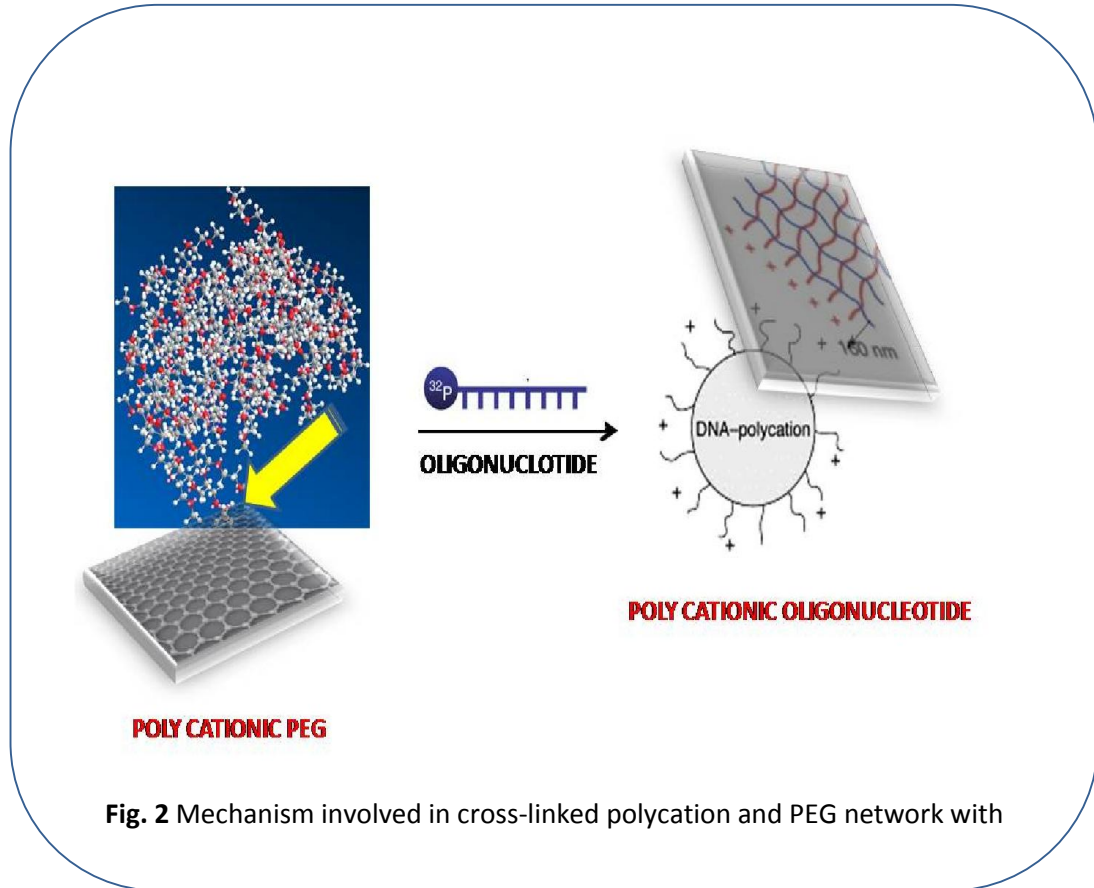 160 nm
32P
OLIGONUCLOTIDE
+
+
+
DNA–polycation
+
+
+
+
+
POLY CATIONIC OLIGONUCLEOTIDE
POLY CATIONIC PEG
Fig. 2 Mechanism involved in cross-linked polycation and PEG network with